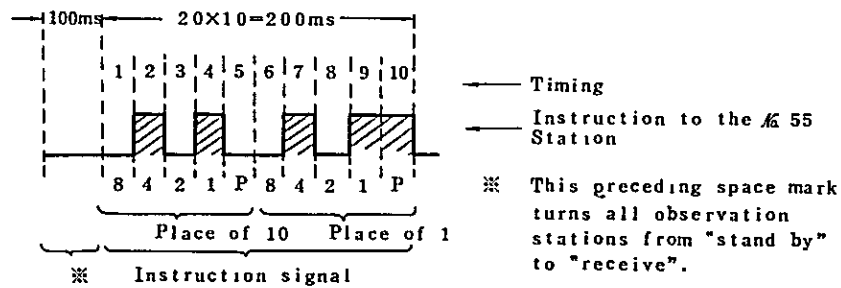 100ms 20×10=200ms
1 2 3 4 5 6 7 8 9 10
Timing
Instruction to the № 55
Station
8 4 2 1 P 8 4 2 1 P
Place of 10 Place of 1
※ Instruction signal
※ This preceding space mark
turns all observation
stations from "stand by"
to "receive".